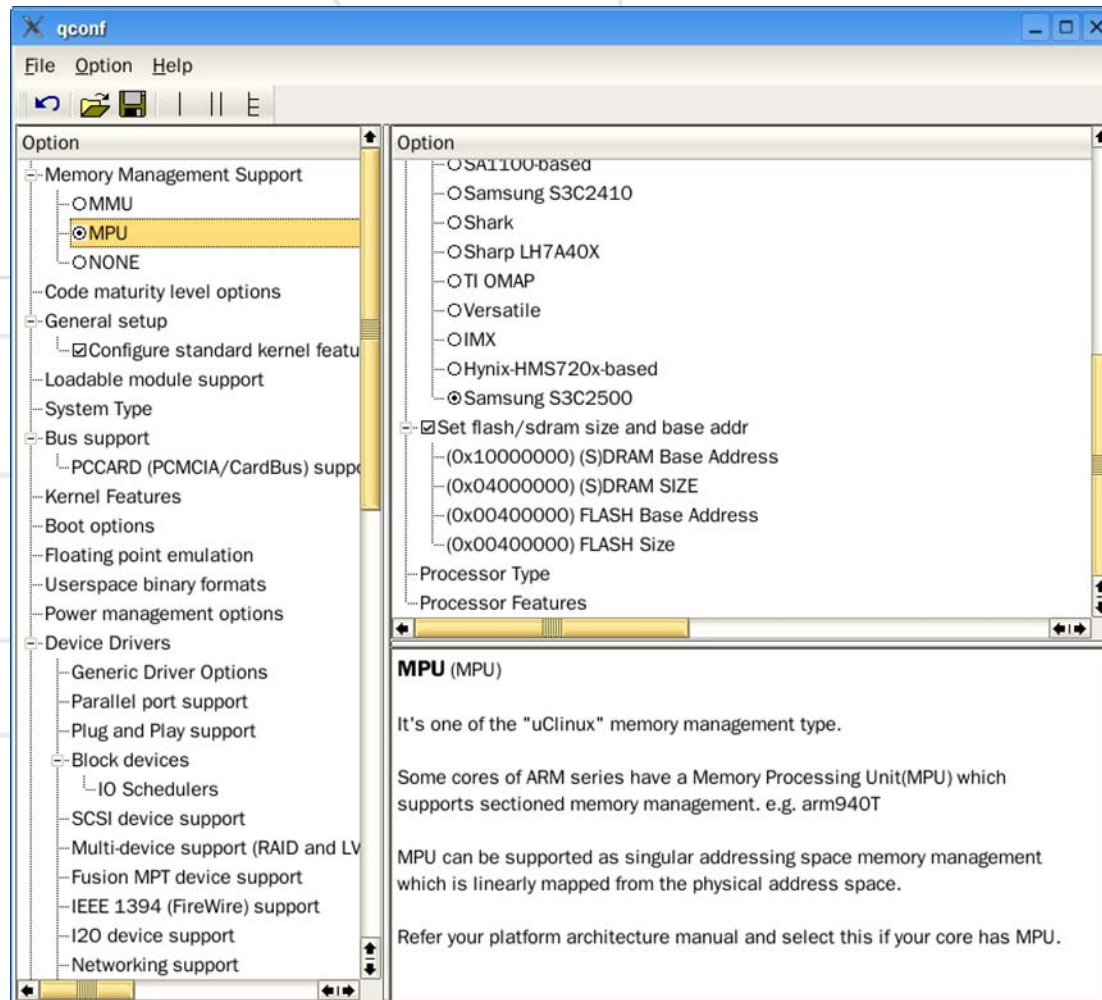 qconf
File Option Help
Option
Memory Management Support
MMU
MPU
NONE
Code maturity level options
General setup
Configure standard kernel featu
Loadable module support
System Type
Bus support
PCCARD (PCMCIA/CardBus) suppo
Kernel Features
Boot options
Floating point emulation
Userspace binary formats
Power management options
Device Drivers
Generic Driver Options
Parallel port support
Plug and Play support
Block devices
IO Schedulers
SCSI device support
Multi-device support (RAID and LV
Fusion MPT device support
IEEE 1394 (FireWire) support
I2O device support
Networking support
Option
SA1100-based
Samsung S3C2410
Shark
Sharp LH7A40X
TI OMAP
Versatile
IMX
Hynix-HMS720x-based
Samsung S3C2500
Set flash/sdram size and base addr
(0x10000000) (S)DRAM Base Address
(0x04000000) (S)DRAM SIZE
(0x00400000) FLASH Base Address
(0x00400000) FLASH Size
Processor Type
Processor Features
MPU (MPU)
It's one of the "uClinux" memory management type.
Some cores of ARM series have a Memory Processing Unit(MPU) which
supports sectioned memory management. e.g. arm940T
MPU can be supported as singular addressing space memory management
which is linearly mapped from the physical address space.
Refer your platform architecture manual and select this if your core has MPU.